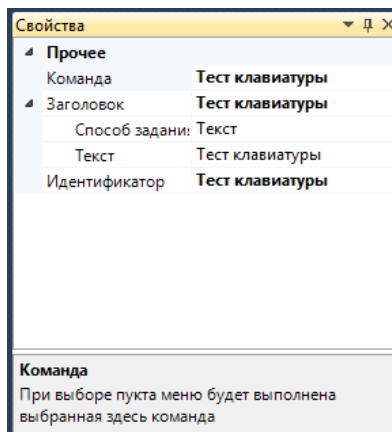 Свойства
Прочее
Команда Тест клавиатуры
Заголовок Тест клавиатуры
Способ задани Текст
Текст Тест клавиатуры
Идентификатор Тест клавиатуры
Команда
При выборе пукта меню будет выполнена
выбранная здесь команда